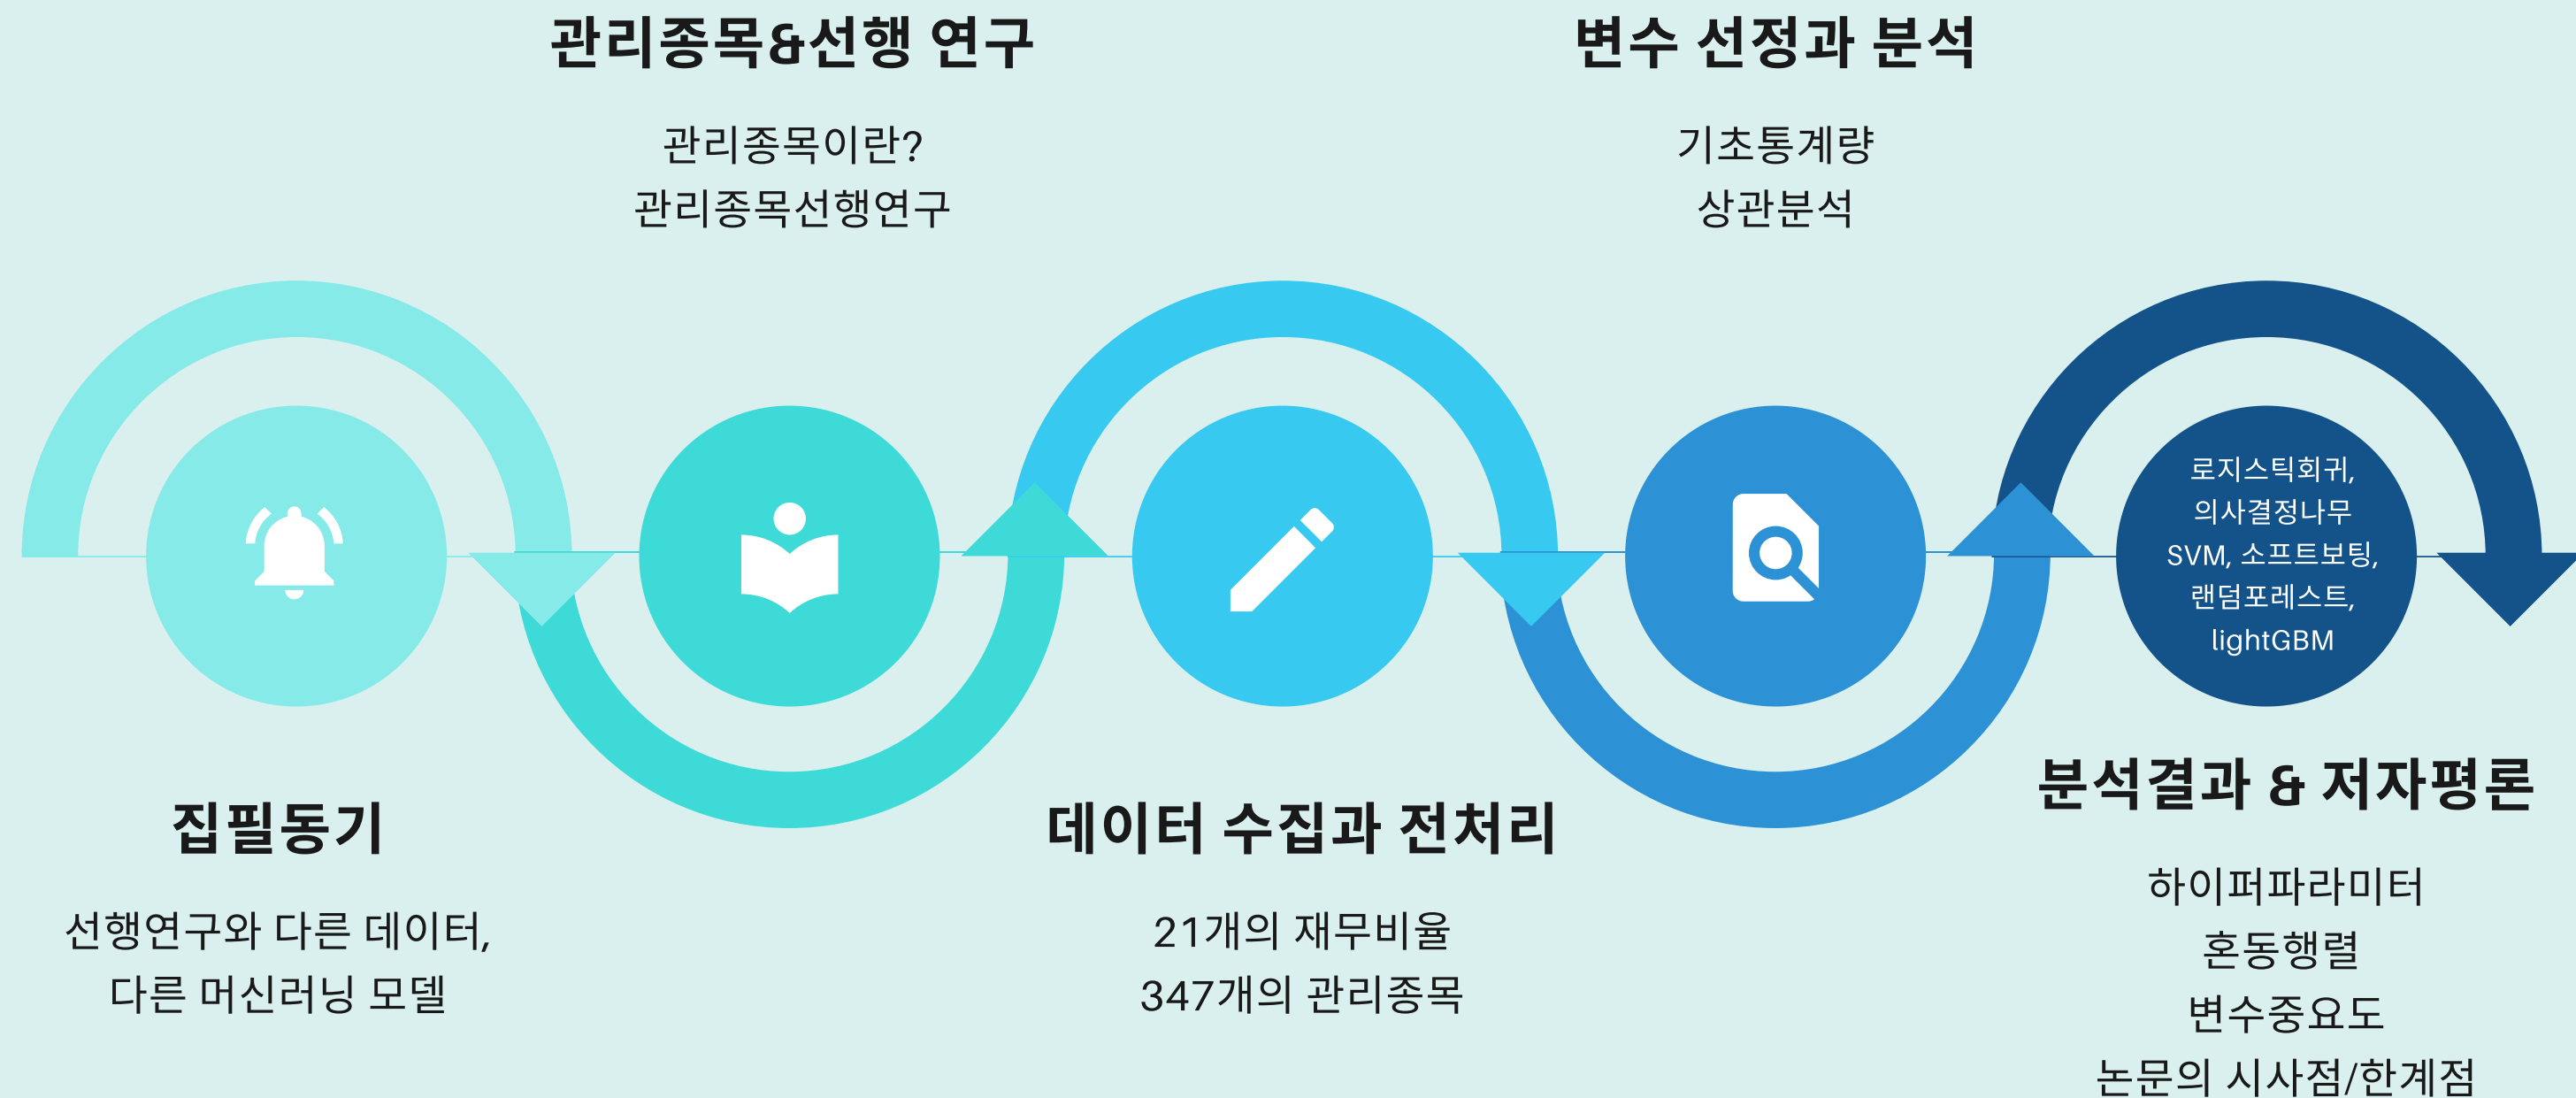 관리종목&선행 연구
관리종목이란?
관리종목선행연구
변수 선정과 분석
기초통계량
상관분석
로지스틱회귀,
의사결정나무
SVM, 소프트보팅,
랜덤포레스트,
lightGBM
집필동기
선행연구와 다른 데이터,
다른 머신러닝 모델
데이터 수집과 전처리
21개의 재무비율
347개의 관리종목
분석결과 & 저자평론
하이퍼파라미터
혼동행렬
변수중요도
논문의 시사점/한계점